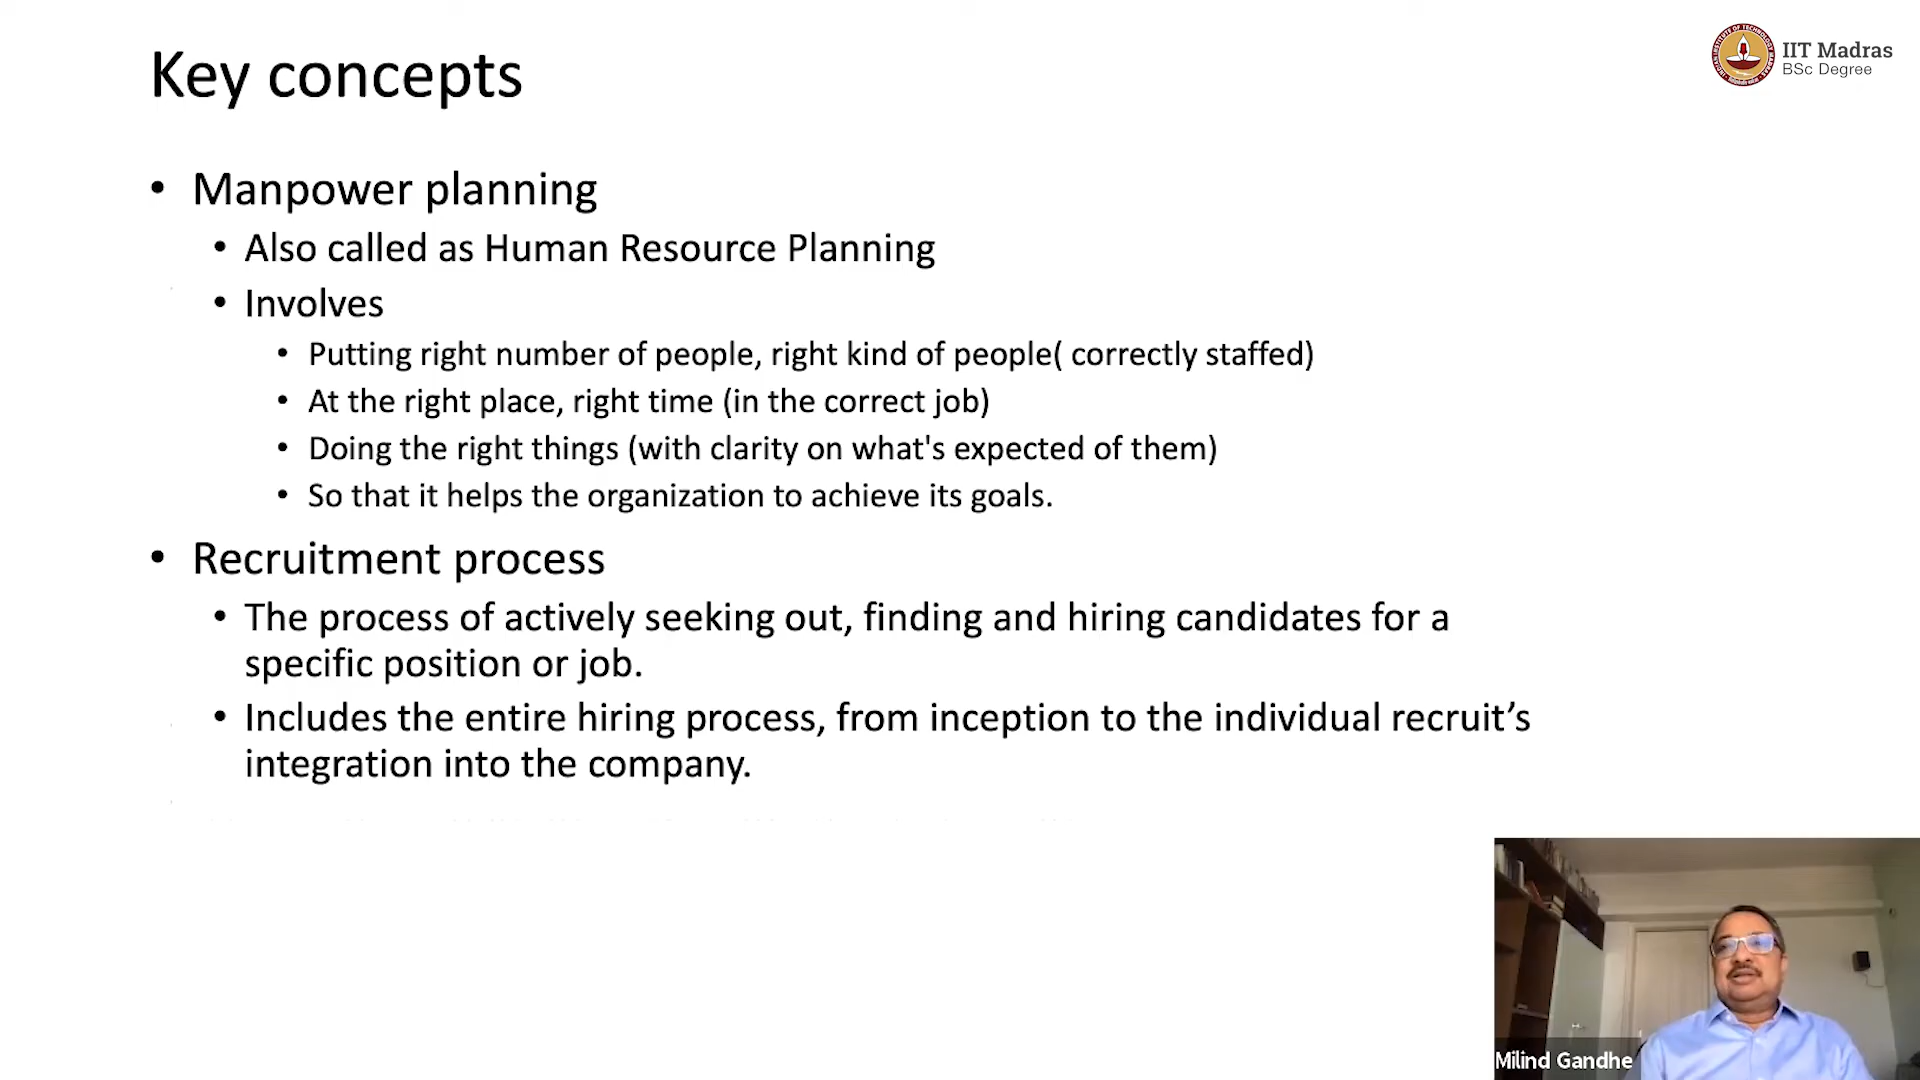 Key concepts
IIT Madras
BSc Degree
• Manpower planning
• Also called as Human Resource Planning
• Involves
• Putting right number of people, right kind of people( correctly staffed)
• At the right place, right time (in the correct job)
• Doing the right things (with clarity on what's expected of them)
• So that it helps the organization to achieve its goals.
• Recruitment process
• The process of actively seeking out, finding and hiring candidates for a
specific position or job.
• Includes the entire hiring process, from inception to the individual recruit’s
integration into the company.
Milind Gandhe